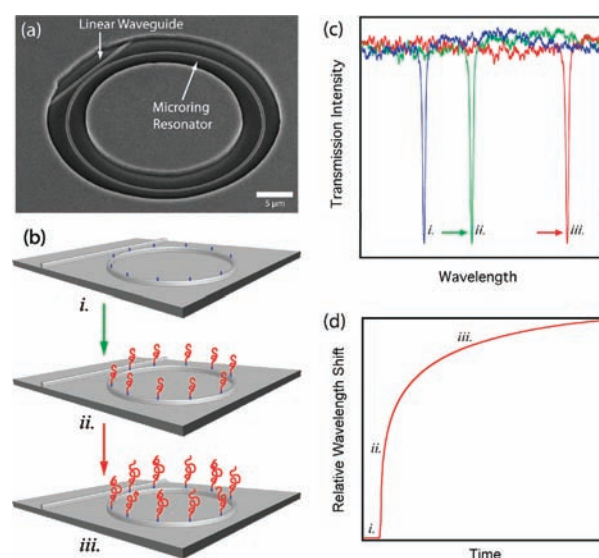 (a)
Linear Waveguide
Microring
Resonator
5 μm
(b)
i.
ii.
iii.
(c)
Transmission Intensity
i.
ii.
iii.
Wavelength
(d)
Relative Wavelength Shift
i.
ii.
iii.
Time